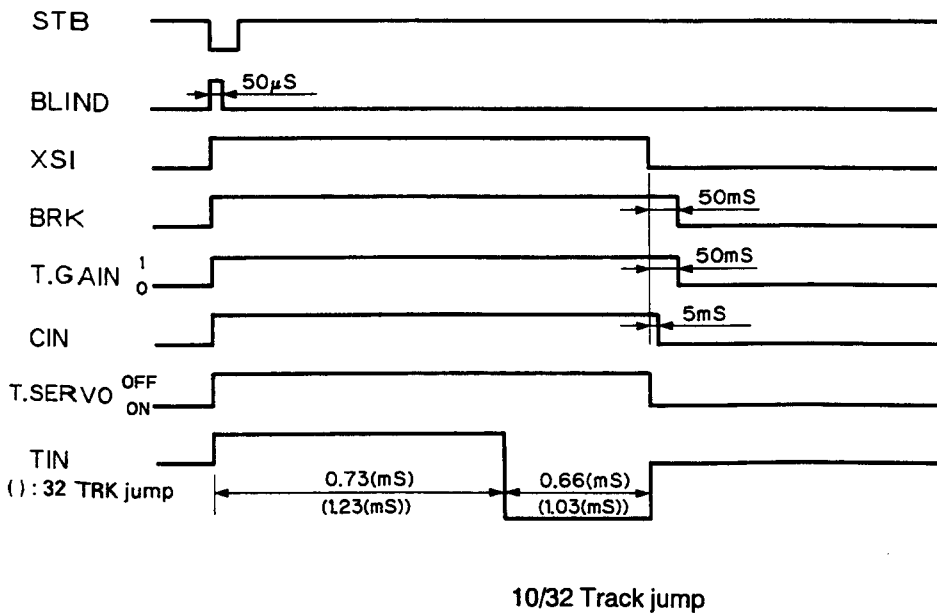 STB
BLIND
50μS
XSI
BRK
50mS
T.GAIN 1
0
50mS
CIN
5mS
T.SERVO OFF
ON
TIN
( ) : 32 TRK jump
0.73(mS)
(1.23(mS))
0.66(mS)
(1.03(mS))
10/32 Track jump